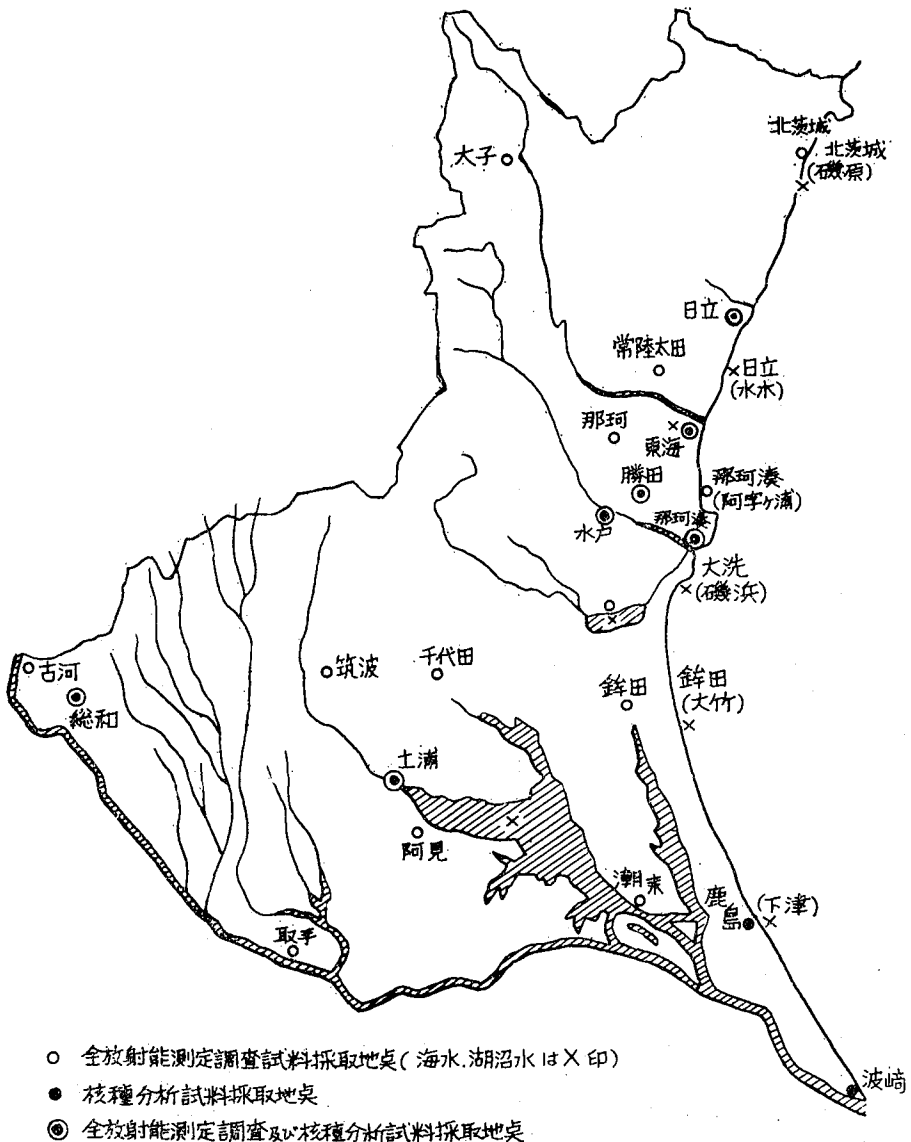 北茨城
北茨城
(磯原)
大子
日立
常陸太田
日立
(水木)
那珂
東海
勝田
那珂湊
(阿字ヶ浦)
水戸
那珂湊
大洗
(磯浜)
古河
総和
筑波
千代田
鉾田
鉾田
(大竹)
土浦
阿見
潮来
鹿島
(下津)
取手
波崎
○ 全放射能測定調査試料採取地点(海水、湖沼水は×印)
● 核種分析試料採取地点
◎ 全放射能測定調査及び核種分析試料採取地点